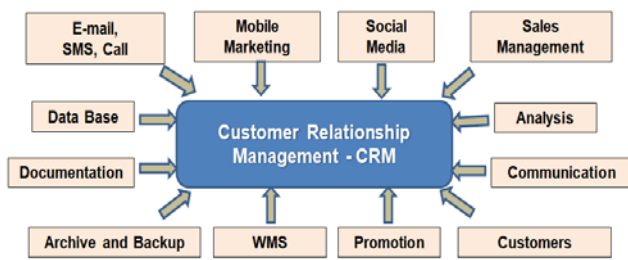 E-mail,
SMS, Call
Mobile
Marketing
Social
Media
Sales
Management
Data Base
Customer Relationship
Management - CRM
Analysis
Documentation
Communication
Archive and Backup
WMS
Promotion
Customers